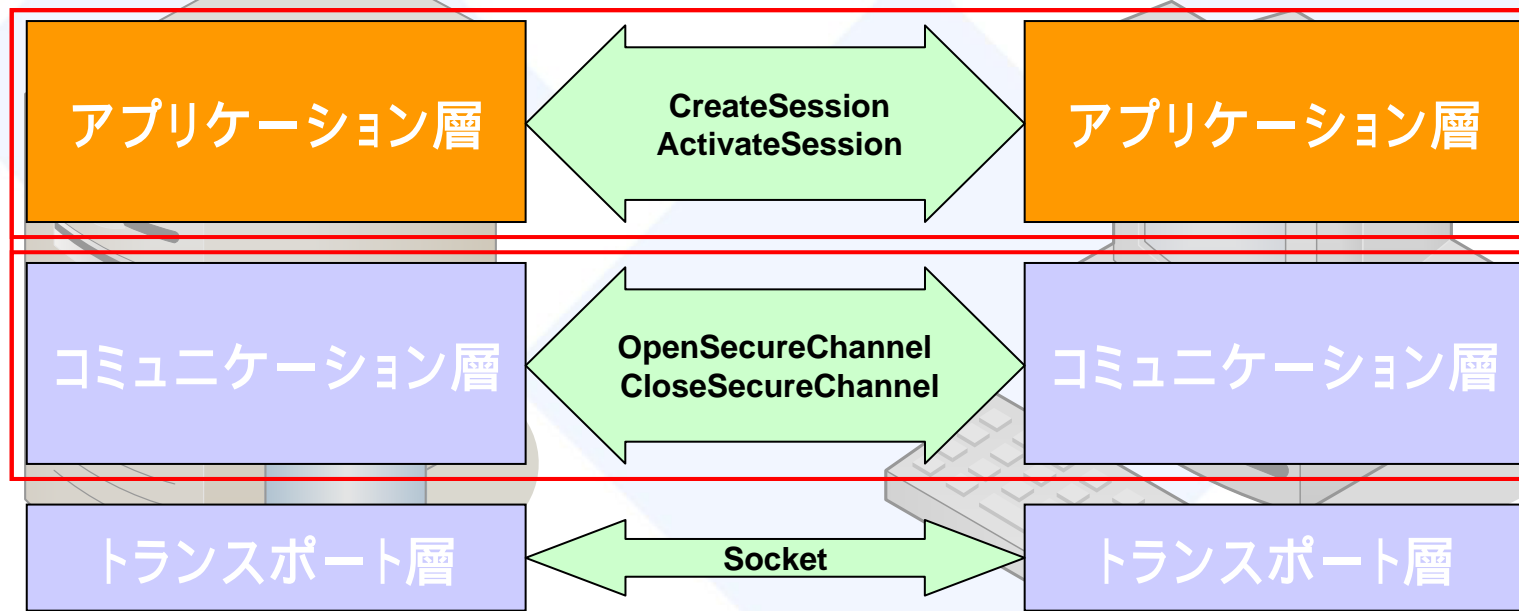 アプリケーション層
CreateSession
ActivateSession
アプリケーション層
コミュニケーション層
OpenSecureChannel
CloseSecureChannel
コミュニケーション層
トランスポート層
Socket
トランスポート層